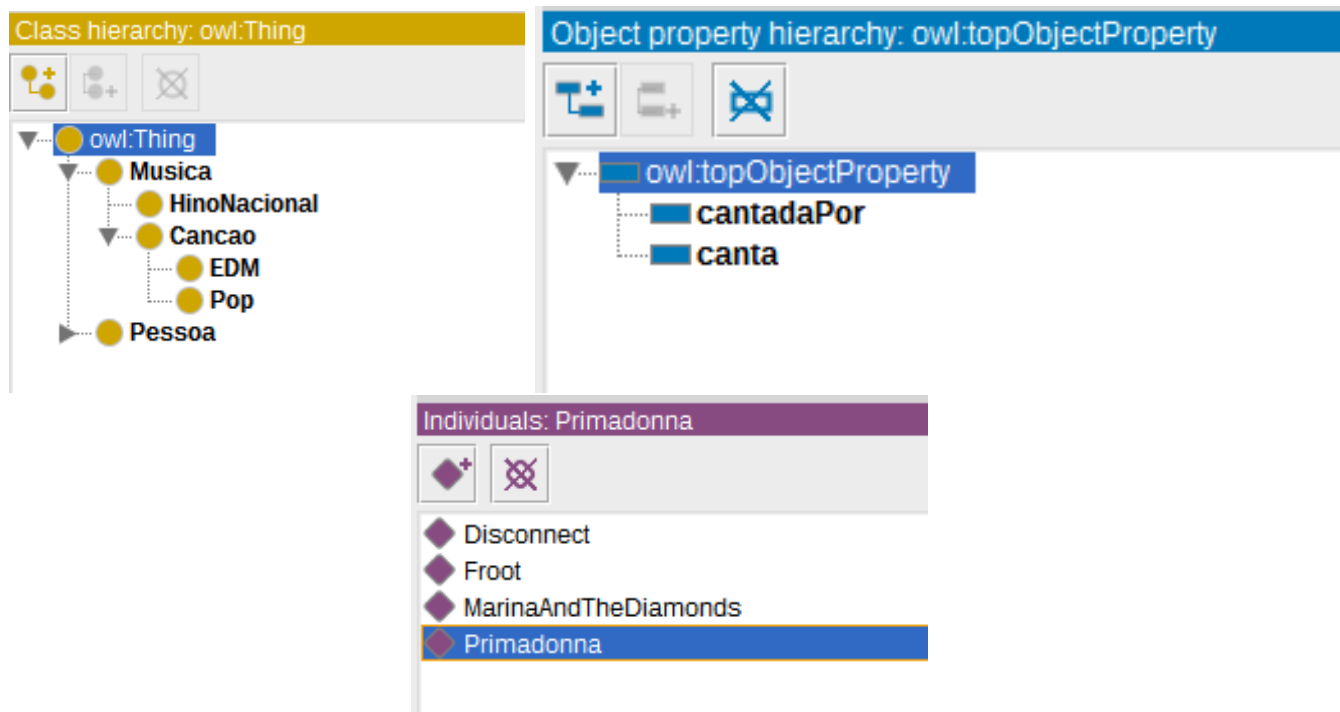 Class hierarchy: owl:Thing
owl:Thing
Musica
HinoNacional
Cancao
EDM
Pop
Pessoa
Object property hierarchy: owl:topObjectProperty
owl:topObjectProperty
cantadaPor
canta
Individuals: Primadonna
Disconnect
Froot
MarinaAndTheDiamonds
Primadonna